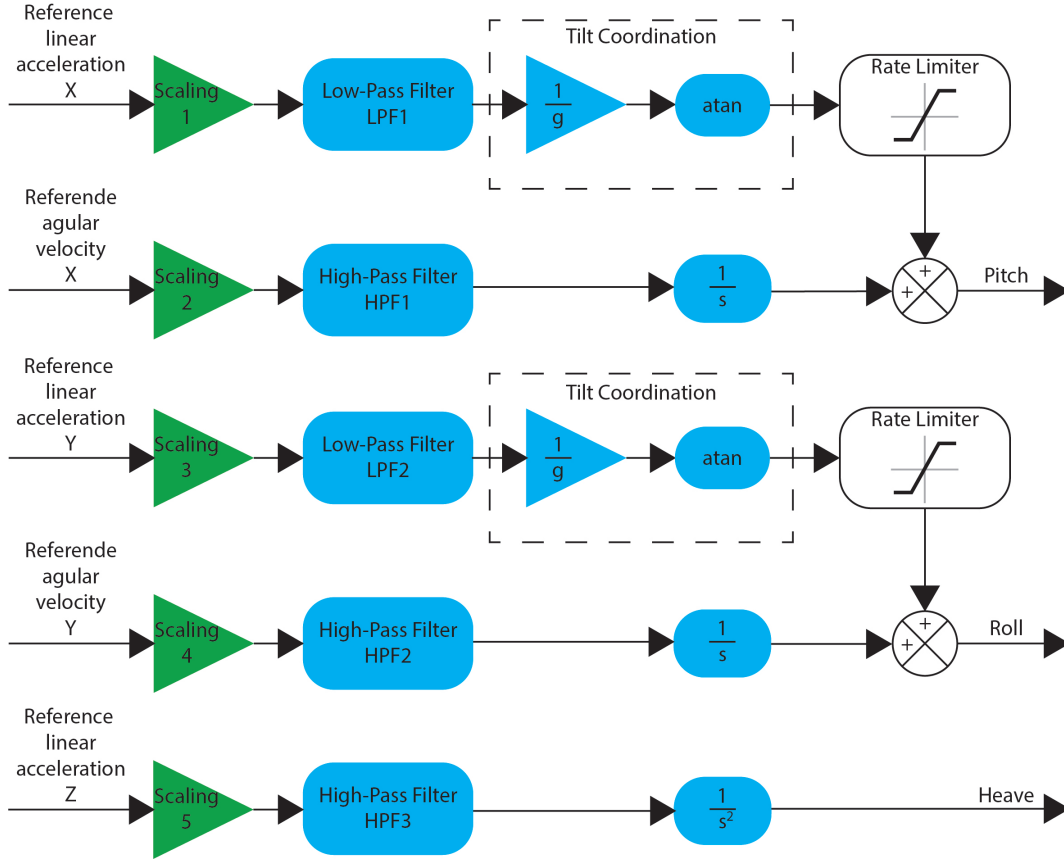 Reference
linear
acceleration
X
Scaling
1
Low-Pass Filter
LPF1
Tilt Coordination
1
g
atan
Rate Limiter
Referende
agular
velocity
X
Scaling
2
High-Pass Filter
HPF1
1
s
+
+
Pitch
Reference
linear
acceleration
Y
Scaling
3
Low-Pass Filter
LPF2
Tilt Coordination
1
g
atan
Rate Limiter
Referende
agular
velocity
Y
Scaling
4
High-Pass Filter
HPF2
1
s
+
+
Roll
Reference
linear
acceleration
Z
Scaling
5
High-Pass Filter
HPF3
1
s²
Heave